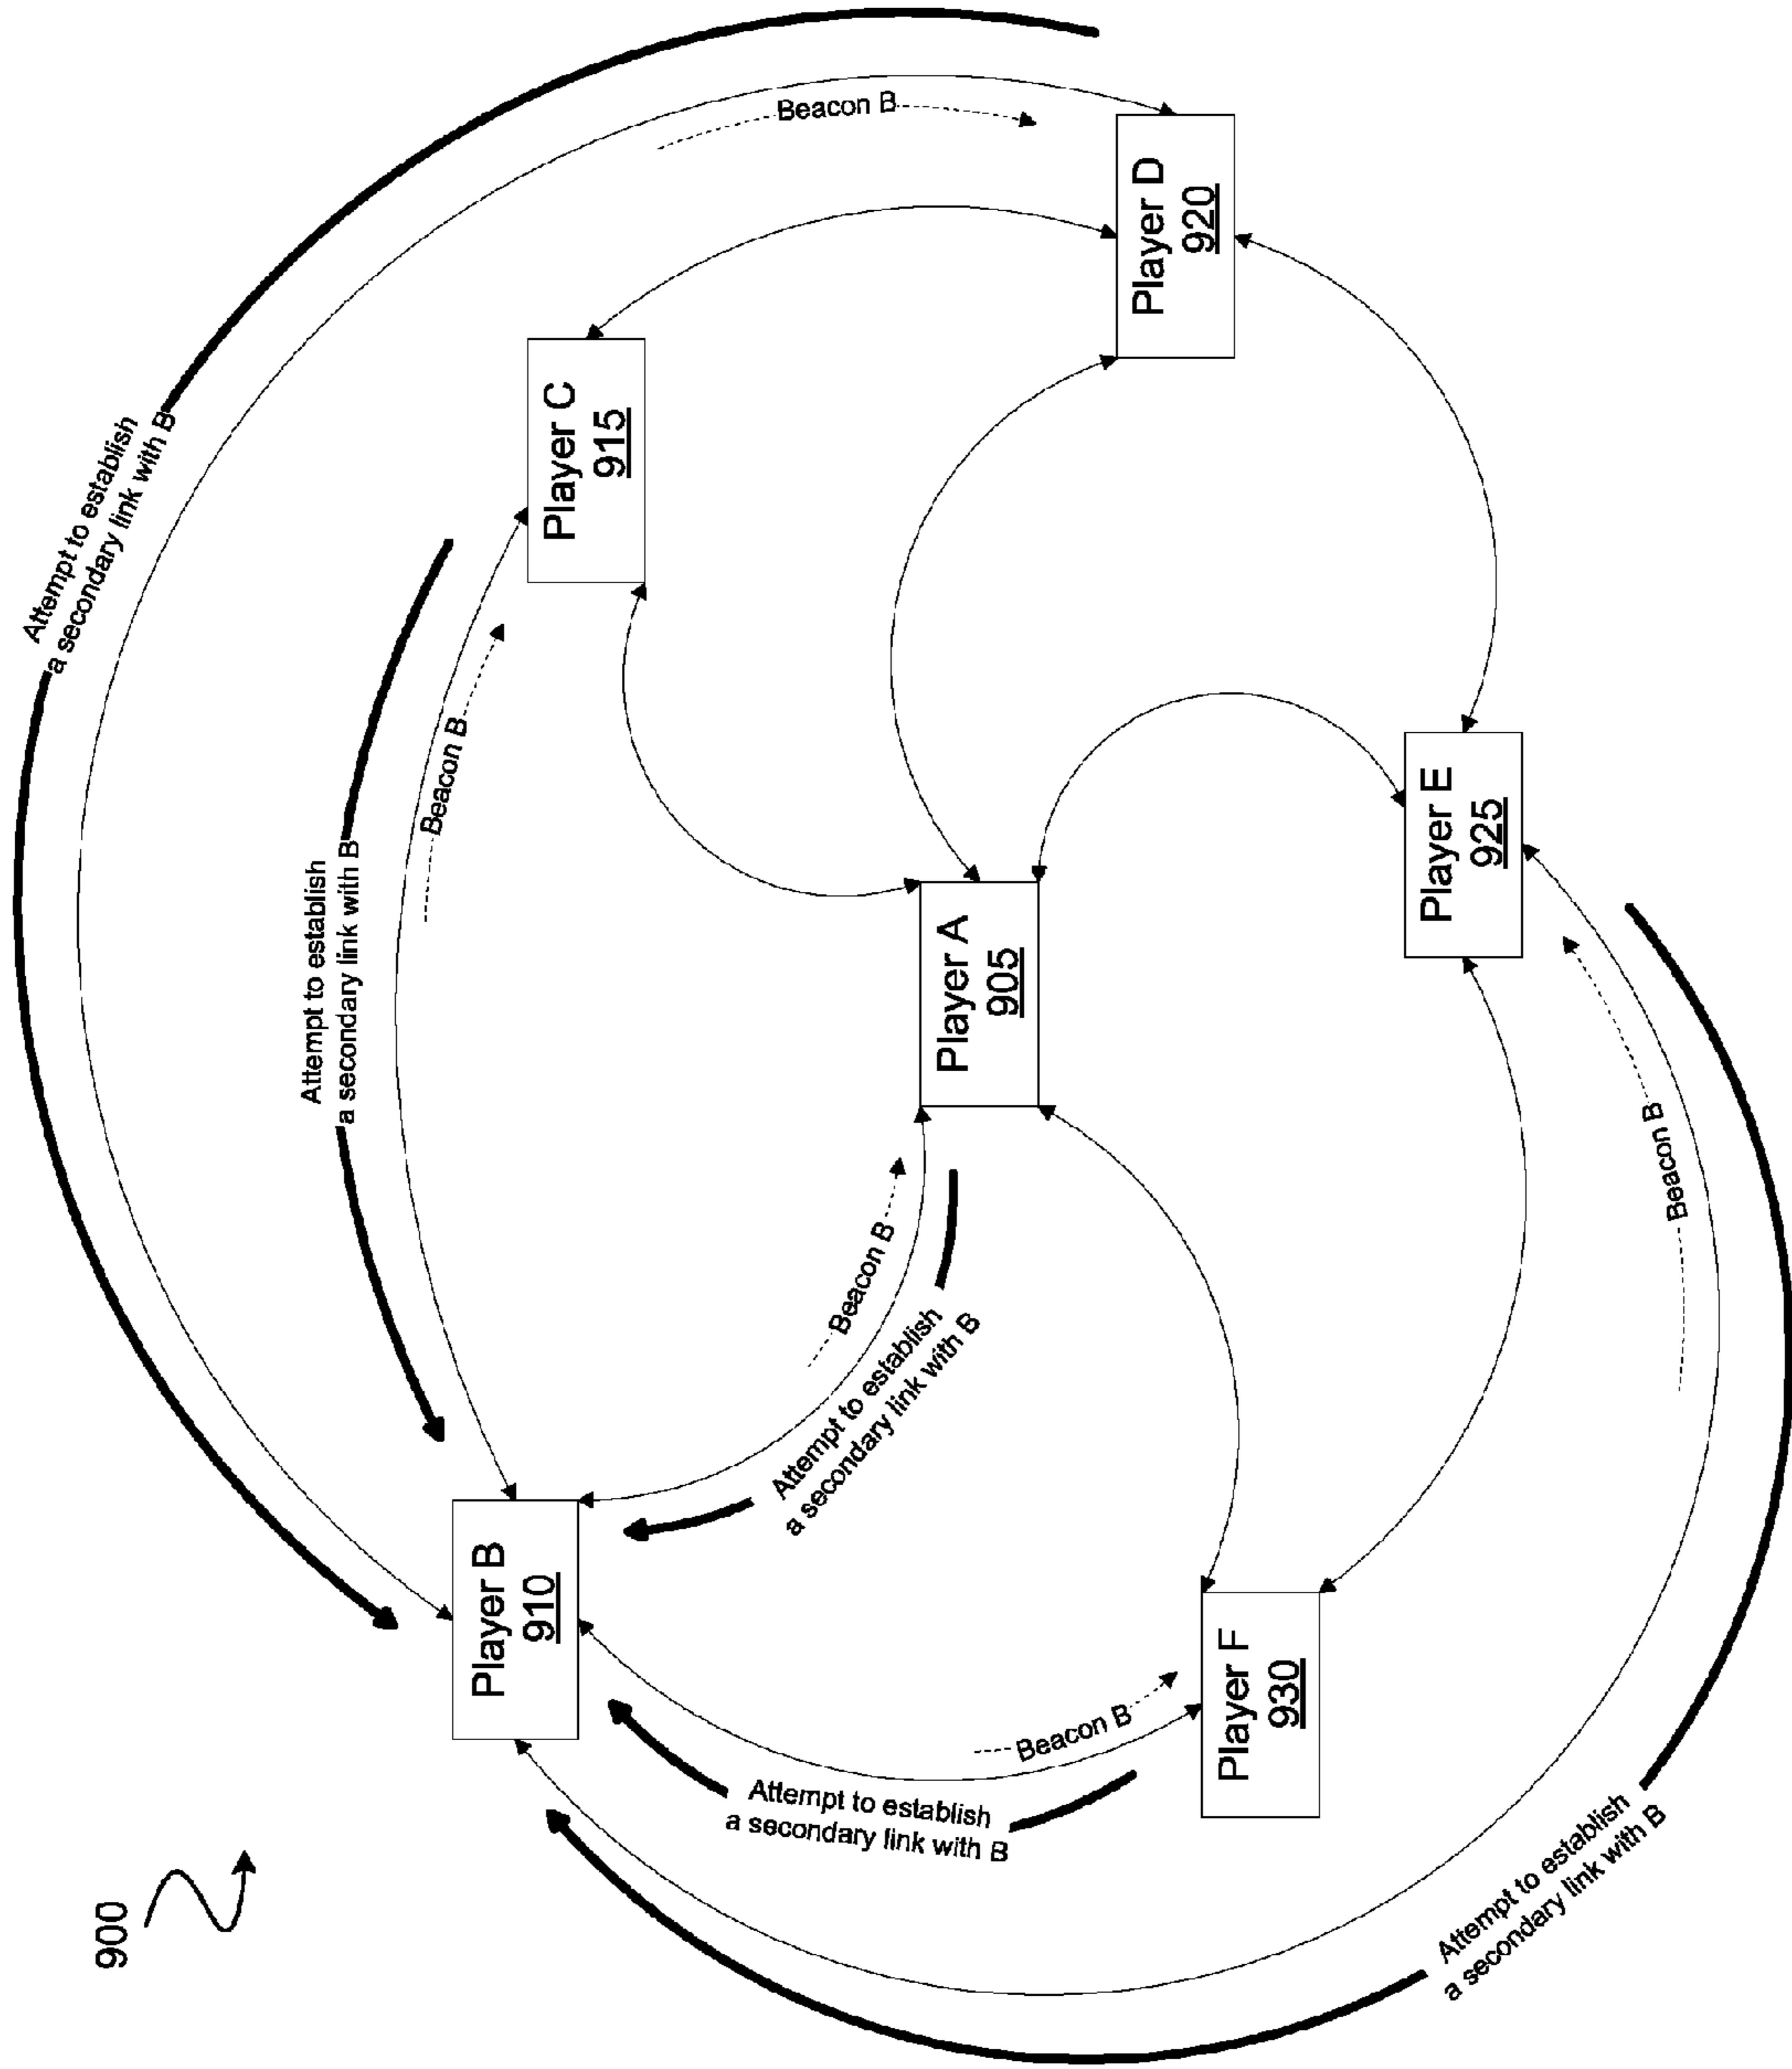 900
Attempt to establish
a secondary link with B
Beacon B
Attempt to establish
a secondary link with B
Beacon B
Player B
910
Player C
915
Beacon B
Attempt to establish
a secondary link with B
Attempt to establish
a secondary link with B
Beacon B
Player A
905
Player D
920
Player F
930
Player E
925
Beacon B
Attempt to establish
a secondary link with B